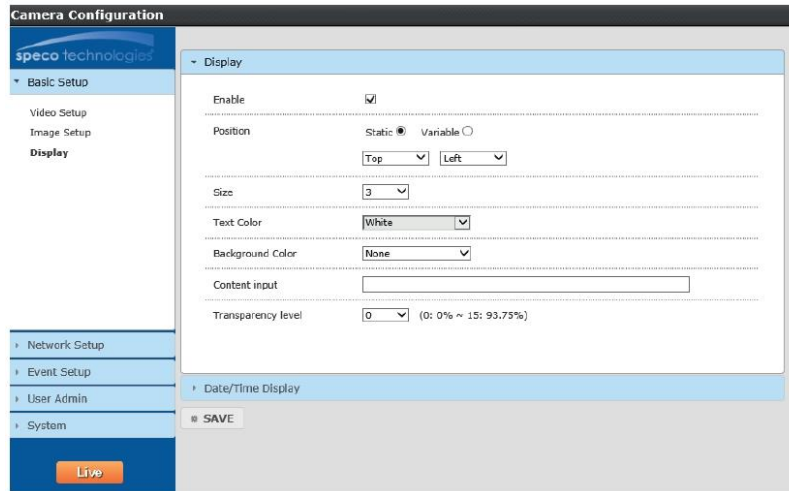 Camera Configuration
speco technologies
Basic Setup
Video Setup
Image Setup
Display
Network Setup
Event Setup
User Admin
System
Live
Display
Enable
Position Static Variable
Top Left
Size 3
Text Color White
Background Color None
Content input
Transparency level 0 (0: 0% ~ 15: 93.75%)
Date/Time Display
SAVE